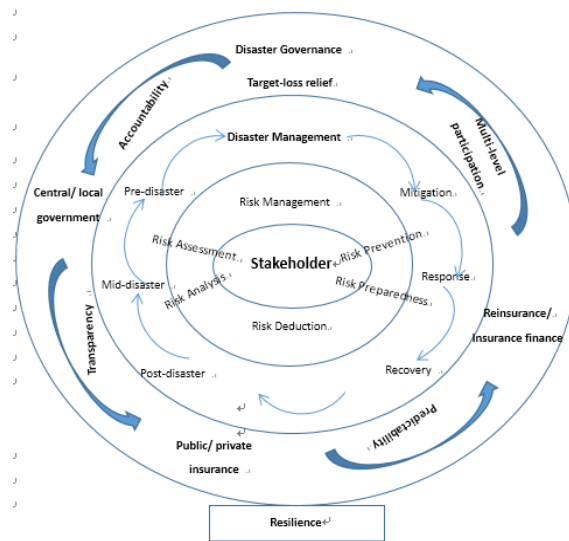 Disaster Governance
Target-loss relief
Accountability
Multi-level
participation
Disaster Management
Central/ local
government
Pre-disaster
Mitigation
Risk Management
Risk Assessment
Risk Prevention
Stakeholder
Risk Analysis
Risk Preparedness
Mid-disaster
Response
Transparency
Risk Deduction
Reinsurance/
Insurance finance
Post-disaster
Recovery
Predictability
Public/ private
insurance
Resilience